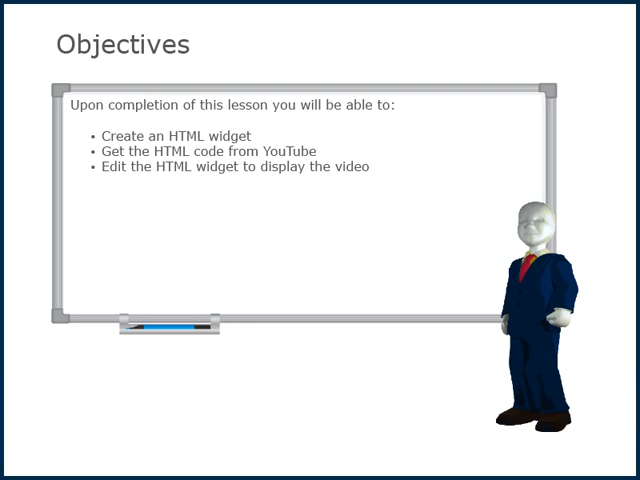 Objectives
Upon completion of this lesson you will be able to:
• Create an HTML widget
• Get the HTML code from YouTube
• Edit the HTML widget to display the video